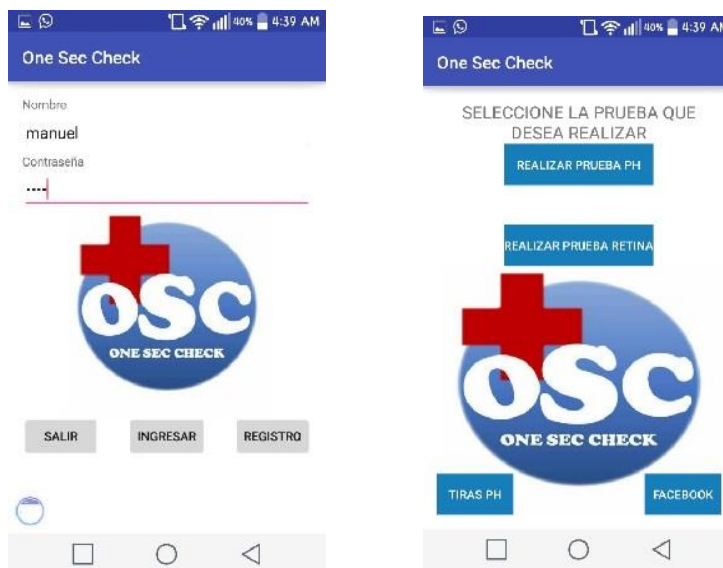 40% 4:39 AM
One Sec Check
Nombre
manuel
Contraseña
....
OSC
ONE SEC CHECK
SALIR
INGRESAR
REGISTRO
40% 4:39 AM
One Sec Check
SELECCIONE LA PRUEBA QUE
DESEA REALIZAR
REALIZAR PRUEBA PH
REALIZAR PRUEBA RETINA
OSC
ONE SEC CHECK
TIRAS PH
FACEBOOK